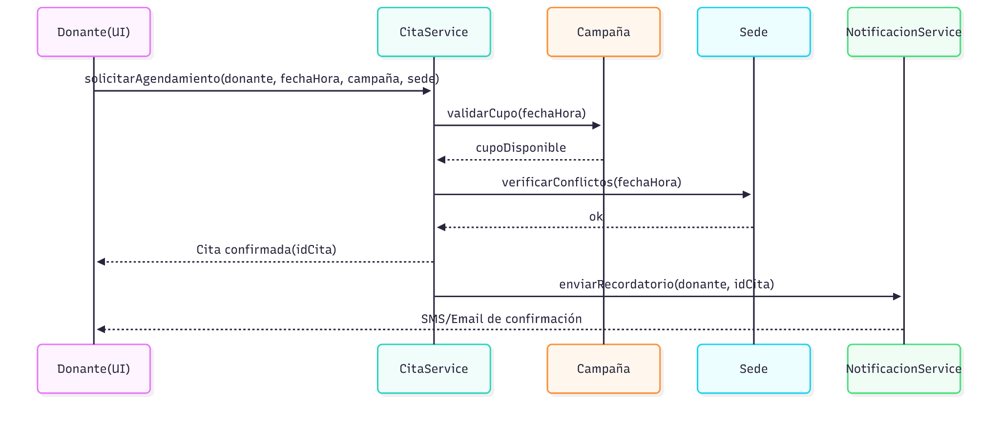 Donante(UI)
CitaService
Campaña
Sede
NotificacionService
solicitarAgendamiento(donante, fechaHora, campaña, sede)
validarCupo(fechaHora)
cupoDisponible
verificarConflictos(fechaHora)
ok
Cita confirmada(idCita)
enviarRecordatorio(donante, idCita)
SMS/Email de confirmación
Donante(UI)
CitaService
Campaña
Sede
NotificacionService